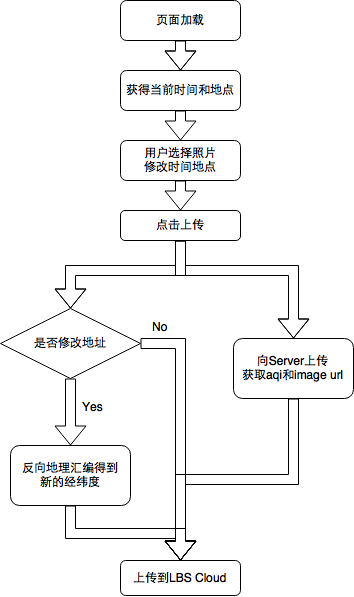 页面加载
获得当前时间和地点
用户选择照片
修改时间地点
点击上传
是否修改地址
No
向Server上传
获取aqi和image url
Yes
反向地理汇编得到
新的经纬度
上传到LBS Cloud